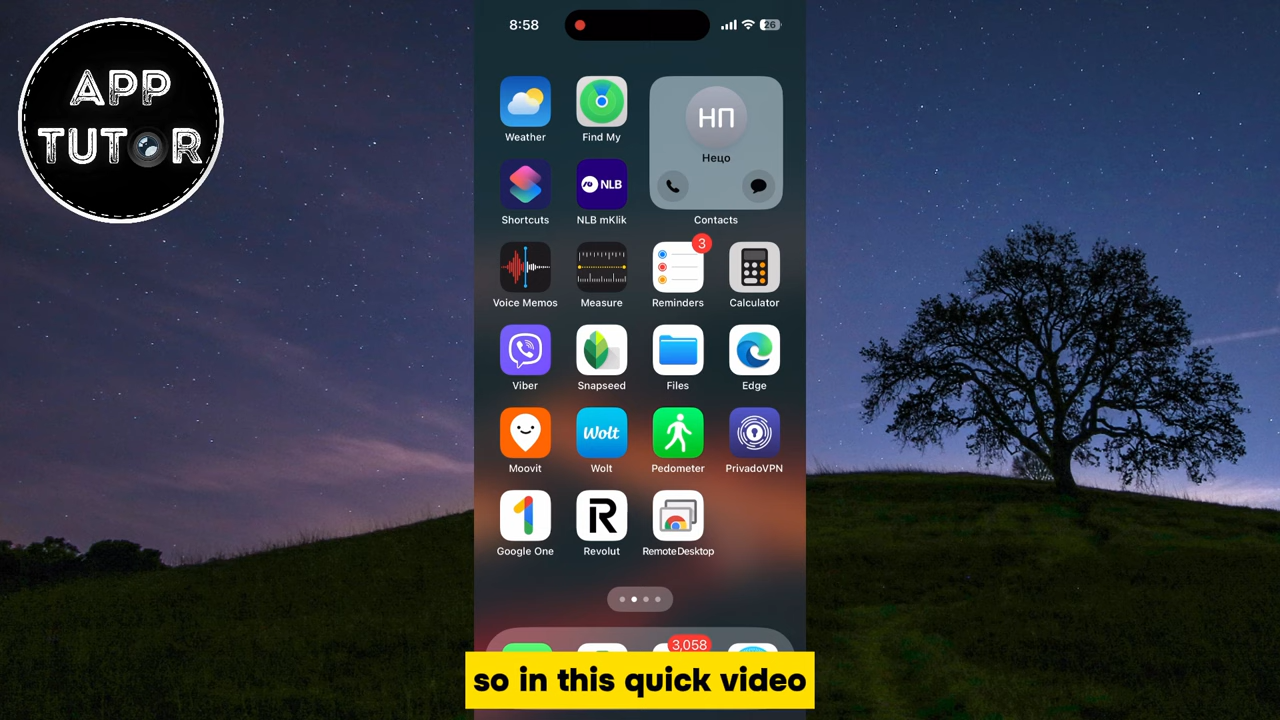 APP
TUTOR
8:58
26
НП
Нецо
Weather
Find My
NLB
Shortcuts
NLB mKlik
Contacts
3
Voice Memos
Measure
Reminders
Calculator
Viber
Snapseed
Files
Edge
Wolt
Moovit
Wolt
Pedometer
PrivadoVPN
1
R
Google One
Revolut
RemoteDesktop
3,058
so in this quick video